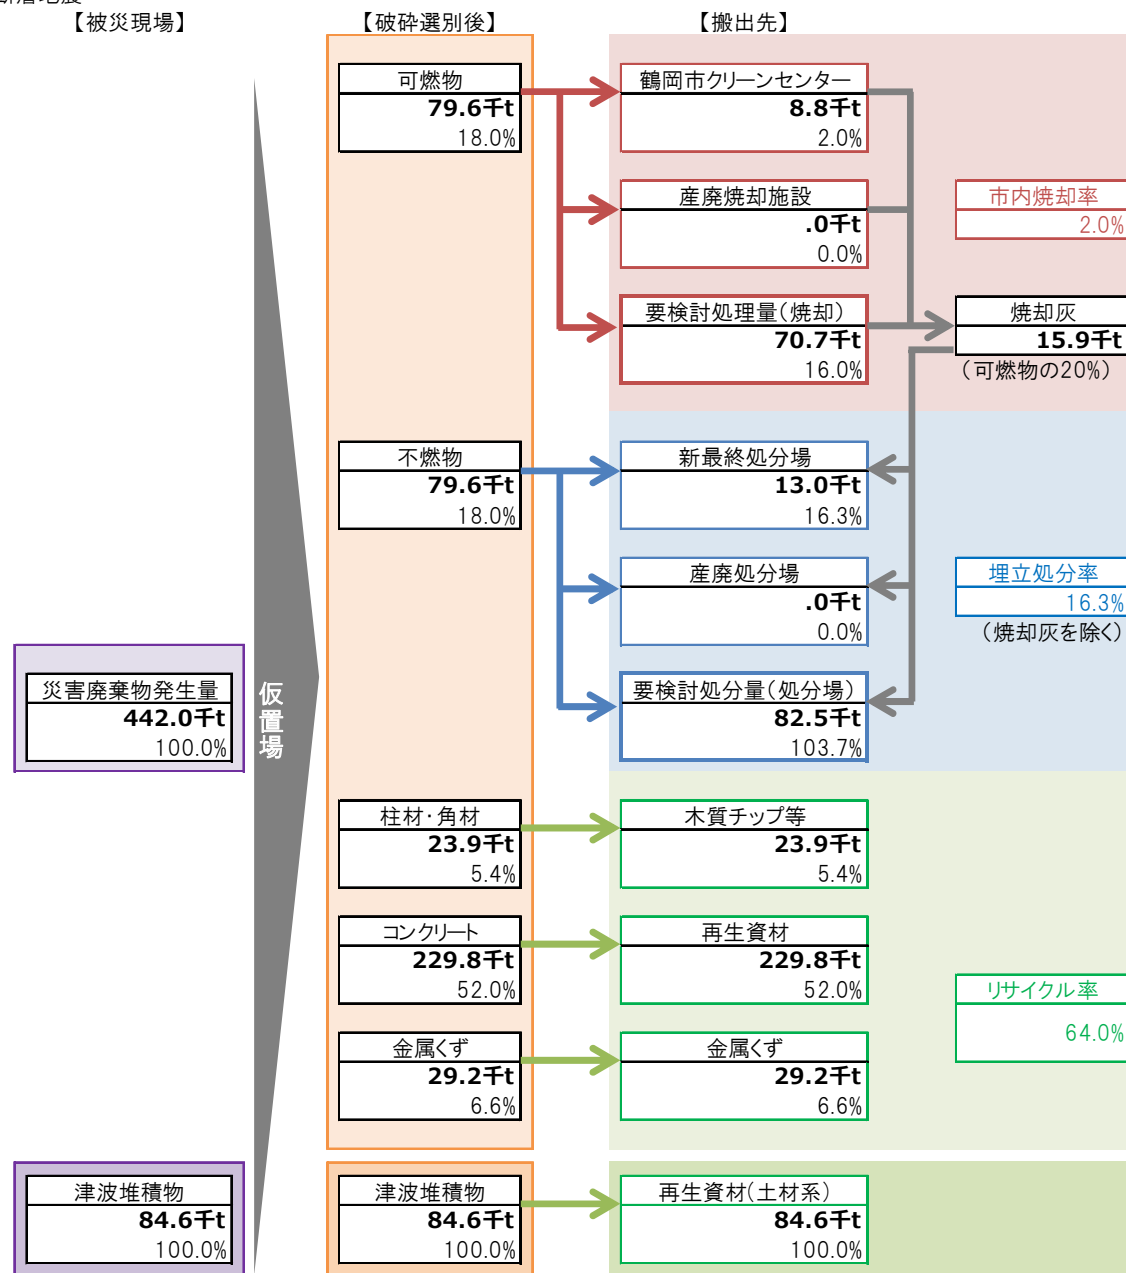 【被災現場】
【破砕選別後】
【搬出先】
可燃物
79.6千t
18.0%
鶴岡市クリーンセンター
8.8千t
2.0%
産廃焼却施設
.0千t
0.0%
市内焼却率
2.0%
要検討処理量(焼却)
70.7千t
16.0%
焼却灰
15.9千t
(可燃物の20%)
不燃物
79.6千t
18.0%
新最終処分場
13.0千t
16.3%
産廃処分場
.0千t
0.0%
埋立処分率
16.3%
(焼却灰を除く)
災害廃棄物発生量
442.0千t
100.0%
仮置場
要検討処分量(処分場)
82.5千t
103.7%
柱材・角材
23.9千t
5.4%
木質チップ等
23.9千t
5.4%
コンクリート
229.8千t
52.0%
再生資材
229.8千t
52.0%
リサイクル率
64.0%
金属くず
29.2千t
6.6%
金属くず
29.2千t
6.6%
津波堆積物
84.6千t
100.0%
津波堆積物
84.6千t
100.0%
再生資材(土材系)
84.6千t
100.0%